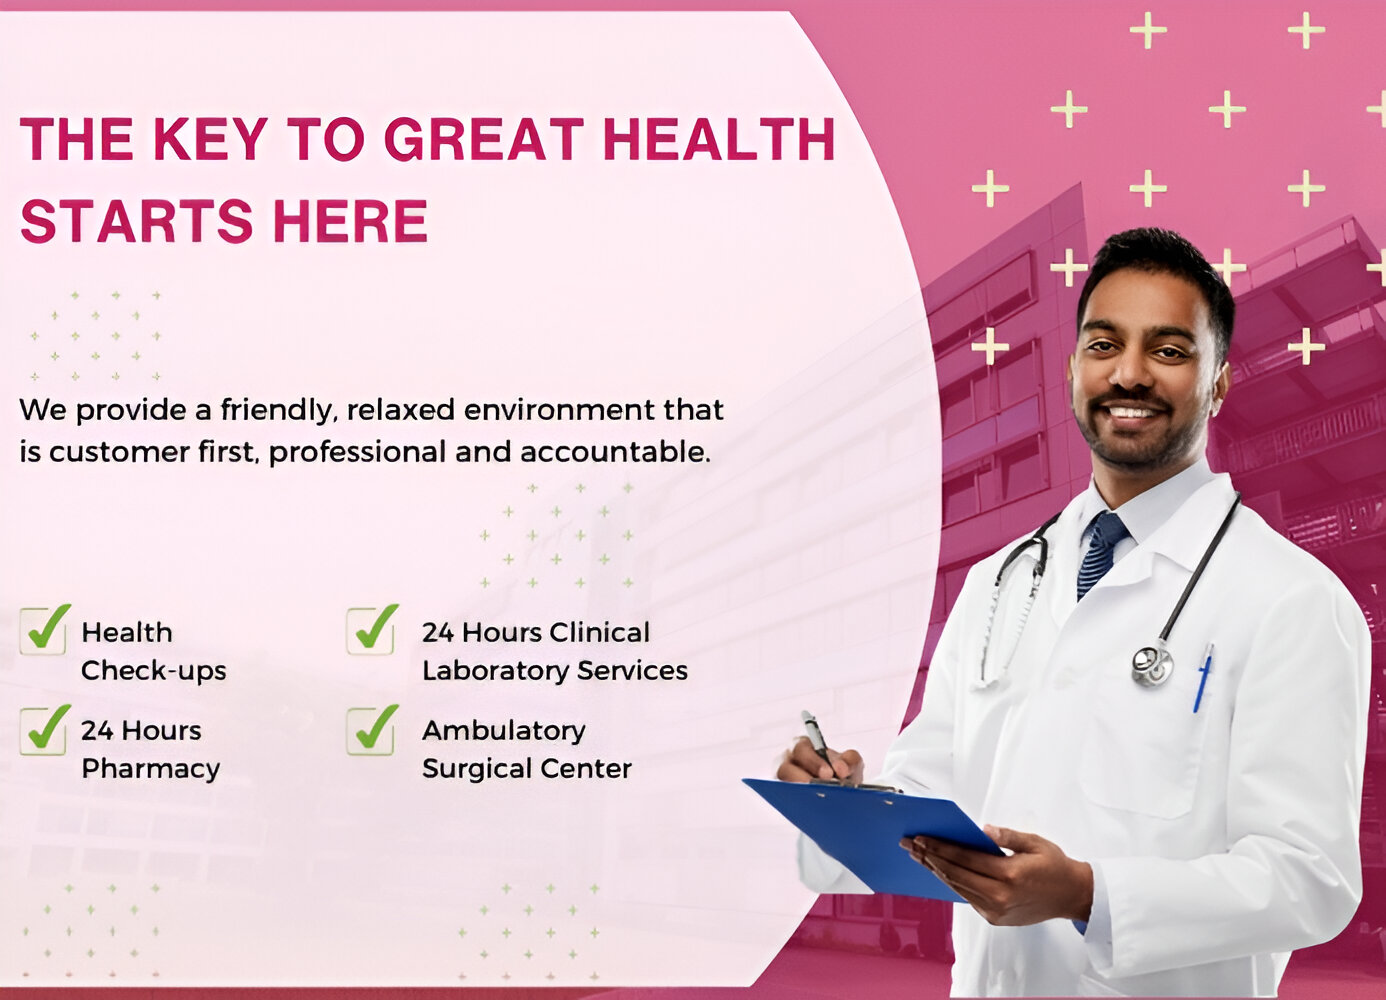 THE KEY TO GREAT HEALTH
STARTS HERE
We provide a friendly, relaxed environment that
is customer first, professional and accountable.
Health
Check-ups
24 Hours Clinical
Laboratory Services
24 Hours
Pharmacy
Ambulatory
Surgical Center